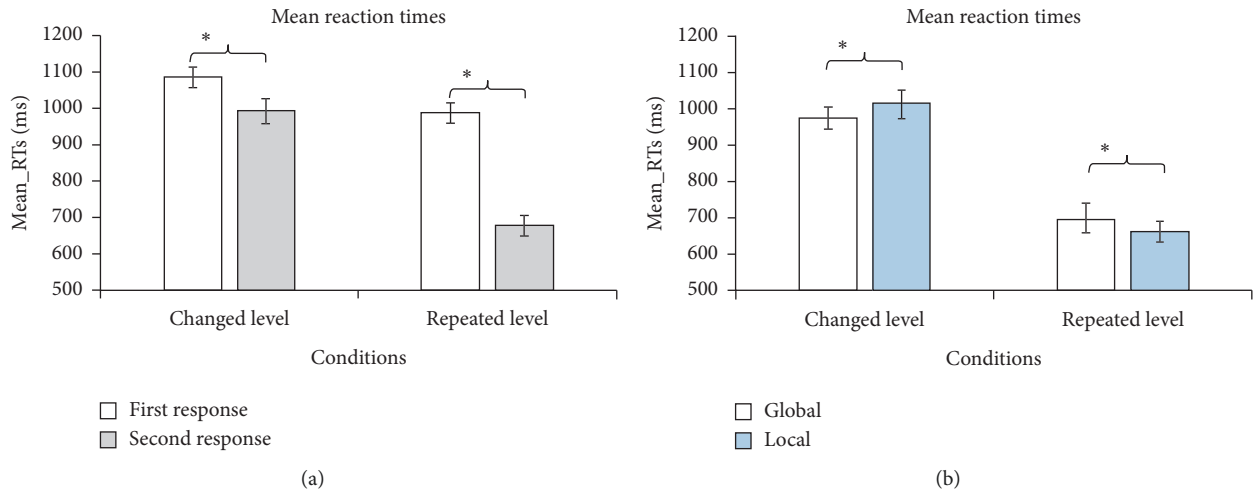 Mean reaction times
Mean_RTs (ms)
1200
1100
1000
900
800
700
600
500
*
*
Changed level
Repeated level
Conditions
First response
Second response
(a)
Mean reaction times
Mean_RTs (ms)
1200
1100
1000
900
800
700
600
500
*
*
Changed level
Repeated level
Conditions
Global
Local
(b)